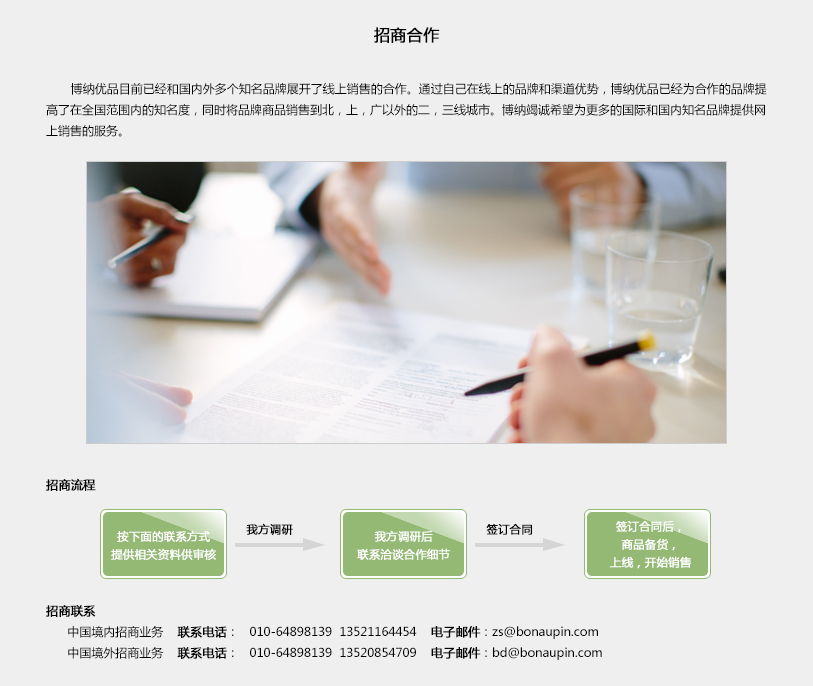 招商合作
博纳优品目前已经和国内外多个知名品牌展开了线上销售的合作。通过自己在线上的品牌和渠道优势，博纳优品已经为合作的品牌提
高了在全国范围内的知名度，同时将品牌商品销售到北，上，广以外的二，三线城市。博纳竭诚希望为更多的国际和国内知名品牌提供网
上销售的服务。
招商流程
按下面的联系方式
提供相关资料供审核
我方调研
我方调研后
联系洽谈合作细节
签订合同
签订合同后，
商品备货，
上线，开始销售
招商联系
中国境内招商业务 联系电话： 010-64898139 13521164454 电子邮件：zs@bonaupin.com
中国境外招商业务 联系电话： 010-64898139 13520854709 电子邮件：bd@bonaupin.com